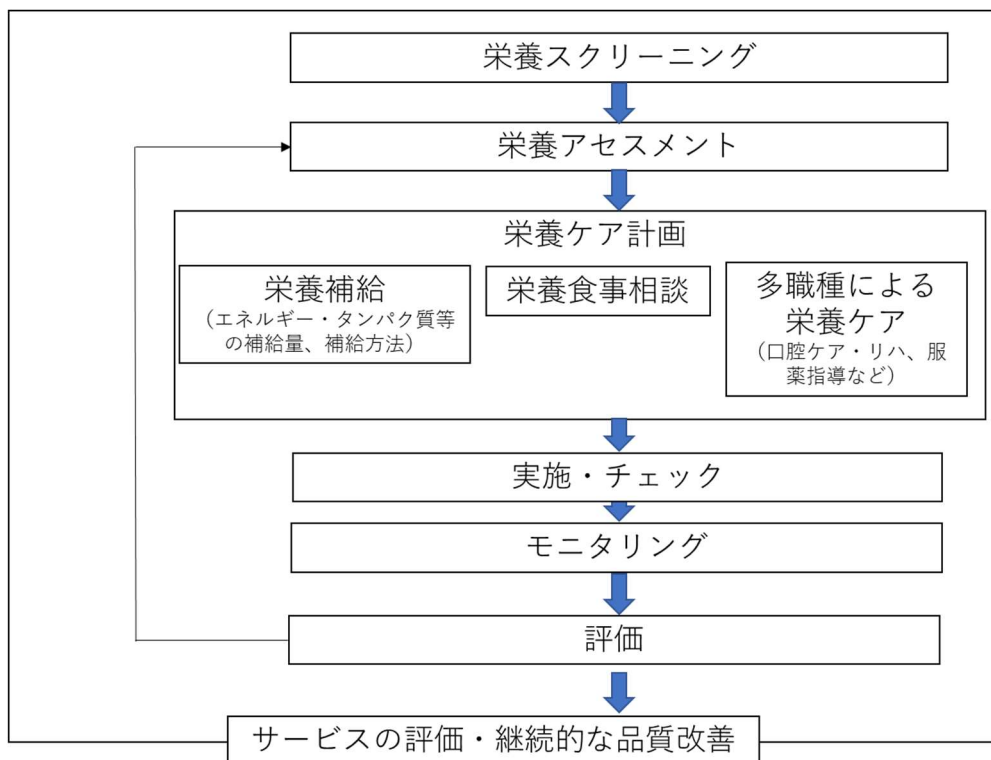 栄養スクリーニング
栄養アセスメント
栄養ケア計画
栄養補給
（エネルギー・タンパク質等
の補給量、補給方法）
栄養食事相談
多職種による
栄養ケア
（口腔ケア・リハ、服
薬指導など）
実施・チェック
モニタリング
評価
サービスの評価・継続的な品質改善